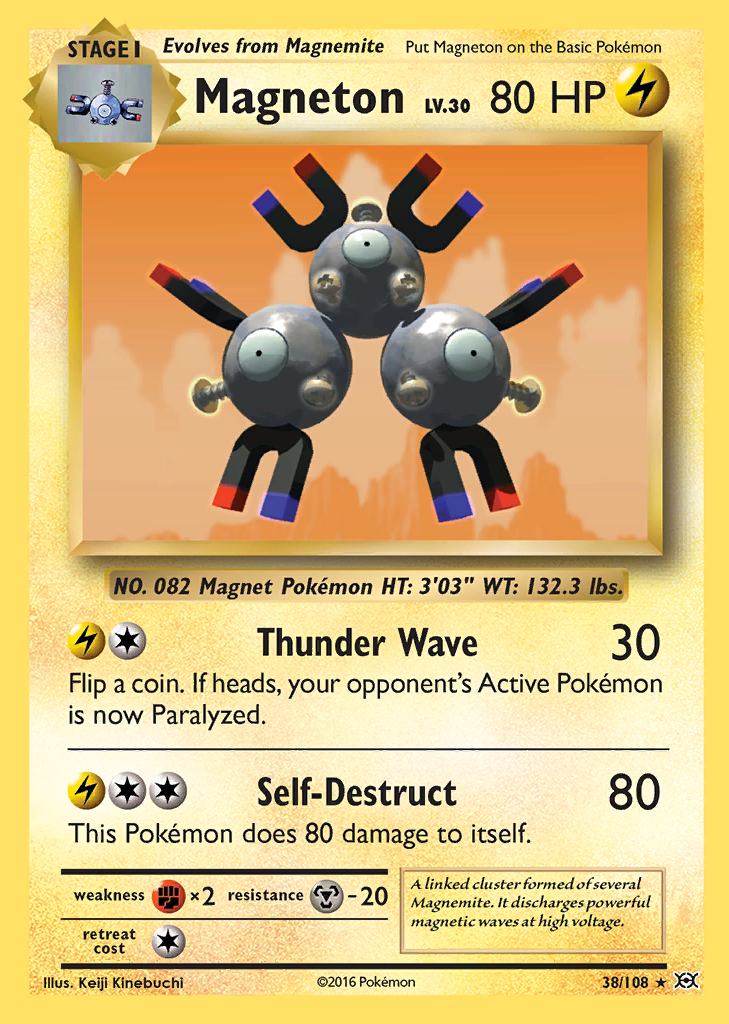 STAGE 1 Evolves from Magnemite Put Magneton on the Basic Pokémon
Magneton LV.30 80 HP
NO. 082 Magnet Pokémon HT: 3'03" WT: 132.3 lbs.
Thunder Wave 30
Flip a coin. If heads, your opponent's Active Pokémon
is now Paralyzed.
Self-Destruct 80
This Pokémon does 80 damage to itself.
weakness ×2 resistance -20
retreat
cost
A linked cluster formed of several
Magnemite. It discharges powerful
magnetic waves at high voltage.
Illus. Keiji Kinebuchi ©2016 Pokémon 38/108 ★